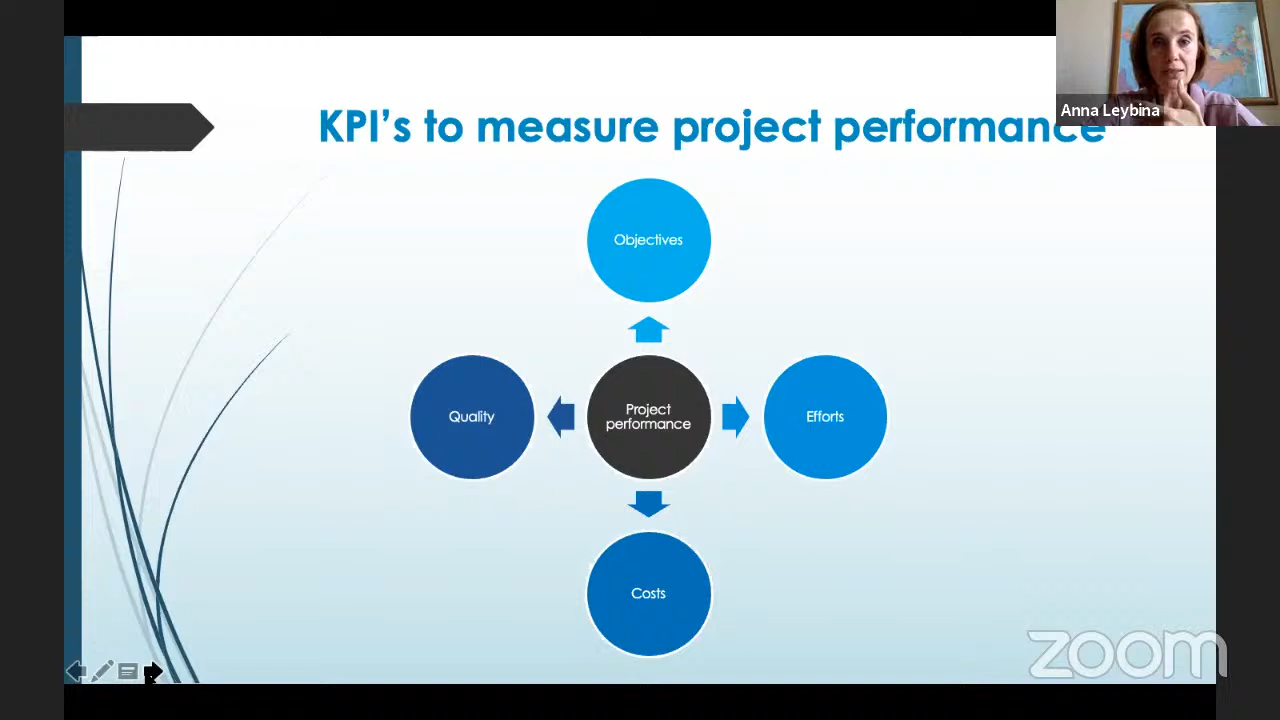 KPI's to measure project performance
Anna Leybina
Objectives
Quality
Project
performance
Efforts
Costs
zoom